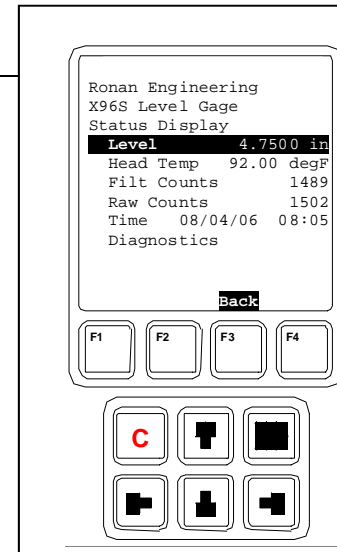 Ronan Engineering
X96S Level Gage
Status Display
Level 4.7500 in
Head Temp 92.00 degF
Filt Counts 1489
Raw Counts 1502
Time 08/04/06 08:05
Diagnostics
Back
F1 F2 F3 F4
C